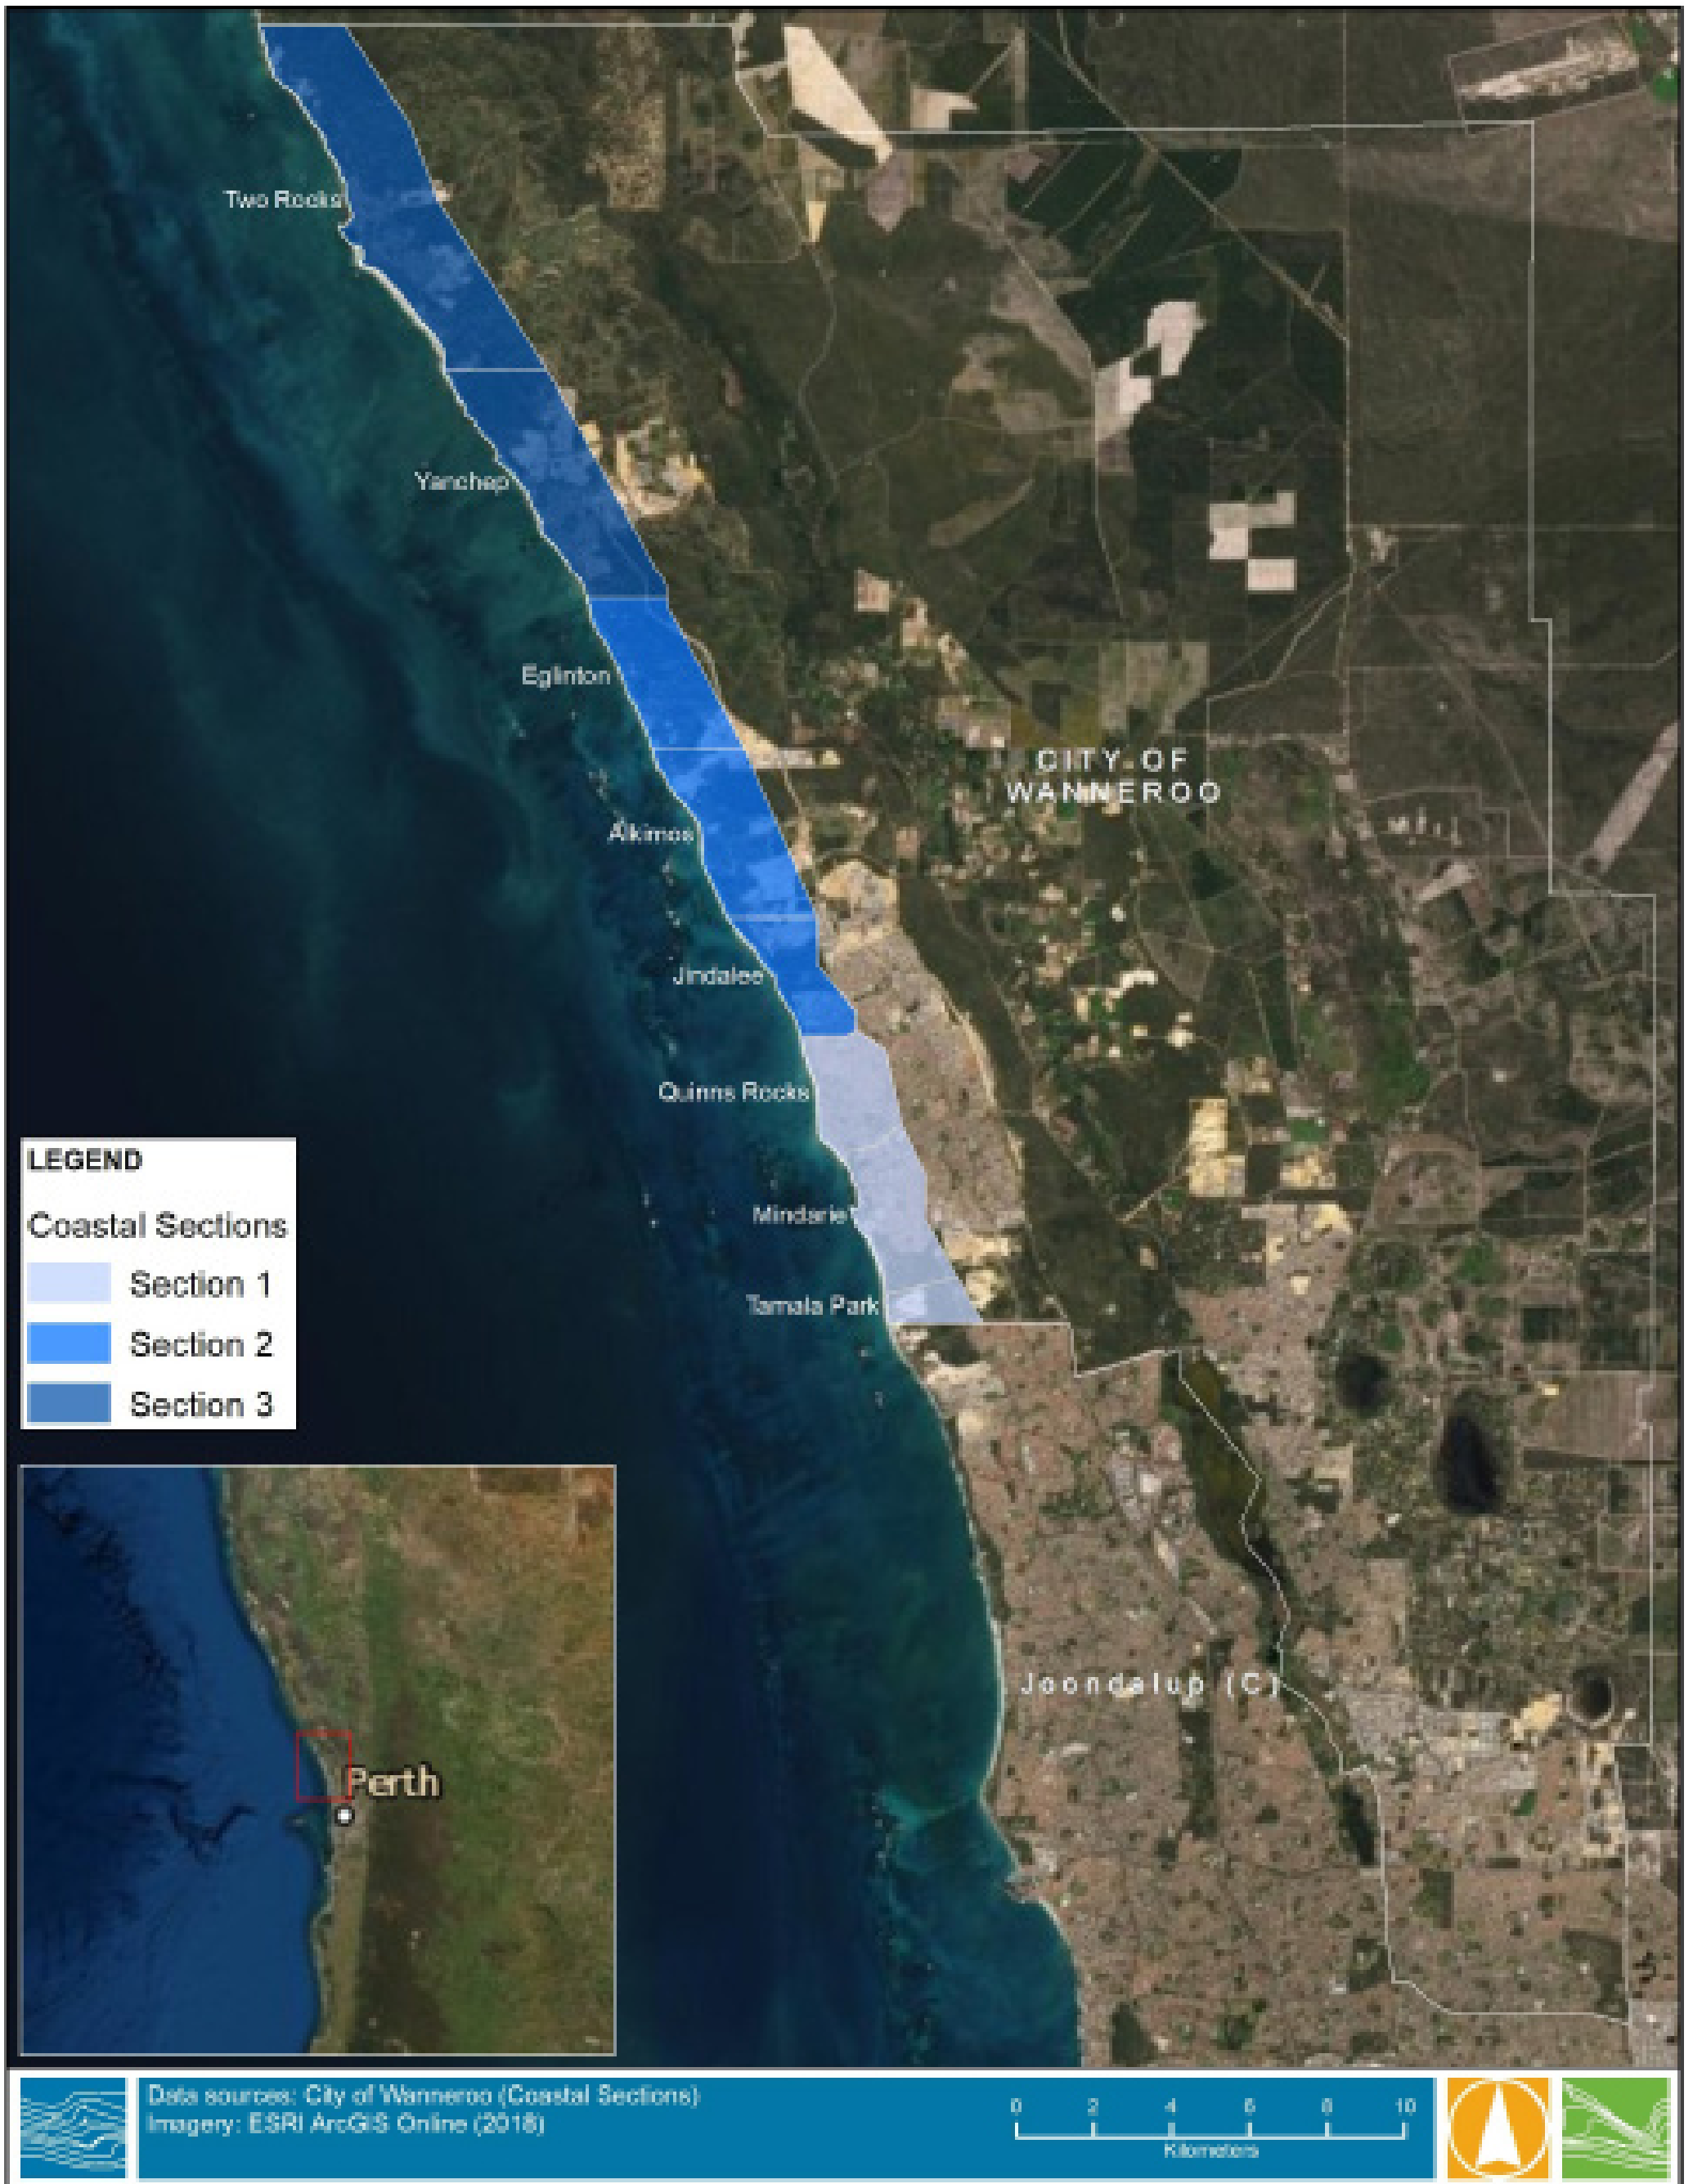 Two Rocks
Yanchep
Eglinton
CITY OF
WANNEROO
Alkimos
Jindalee
Quinns Rocks
Mindarie
Tamala Park
LEGEND
Coastal Sections
Section 1
Section 2
Section 3
Joondalup (C)
Perth
Data sources: City of Wanneroo (Coastal Sections)
Imagery: ESRI ArcGIS Online (2018)
0 2 4 6 8 10
Kilometers